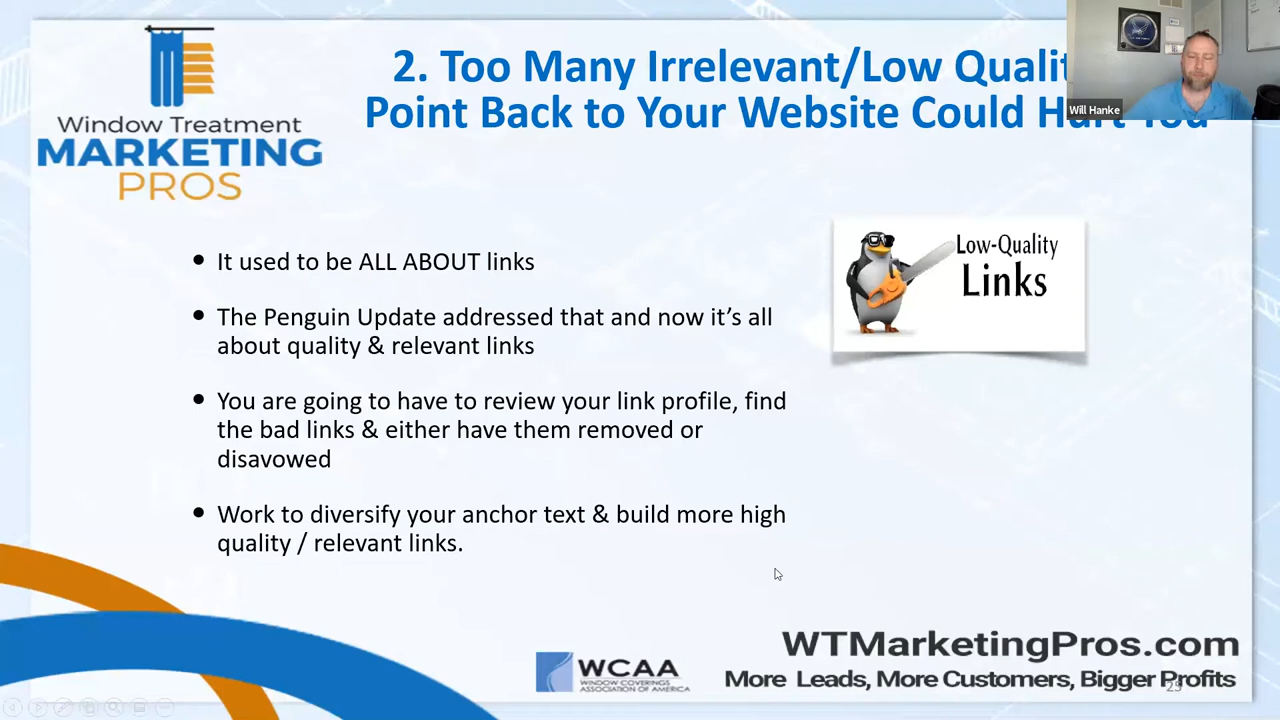 2. Too Many Irrelevant/Low Qualit
Point Back to Your Website Could Hurt You
Will Hanke
Window Treatment
MARKETING
PROS
Low-Quality
Links
• It used to be ALL ABOUT links
• The Penguin Update addressed that and now it's all
about quality & relevant links
• You are going to have to review your link profile, find
the bad links & either have them removed or
disavowed
• Work to diversify your anchor text & build more high
quality / relevant links.
WCAA
WINDOW COVERINGS
ASSOCIATION OF AMERICA
WTMarketingPros.com
More Leads, More Customers, Bigger Profits